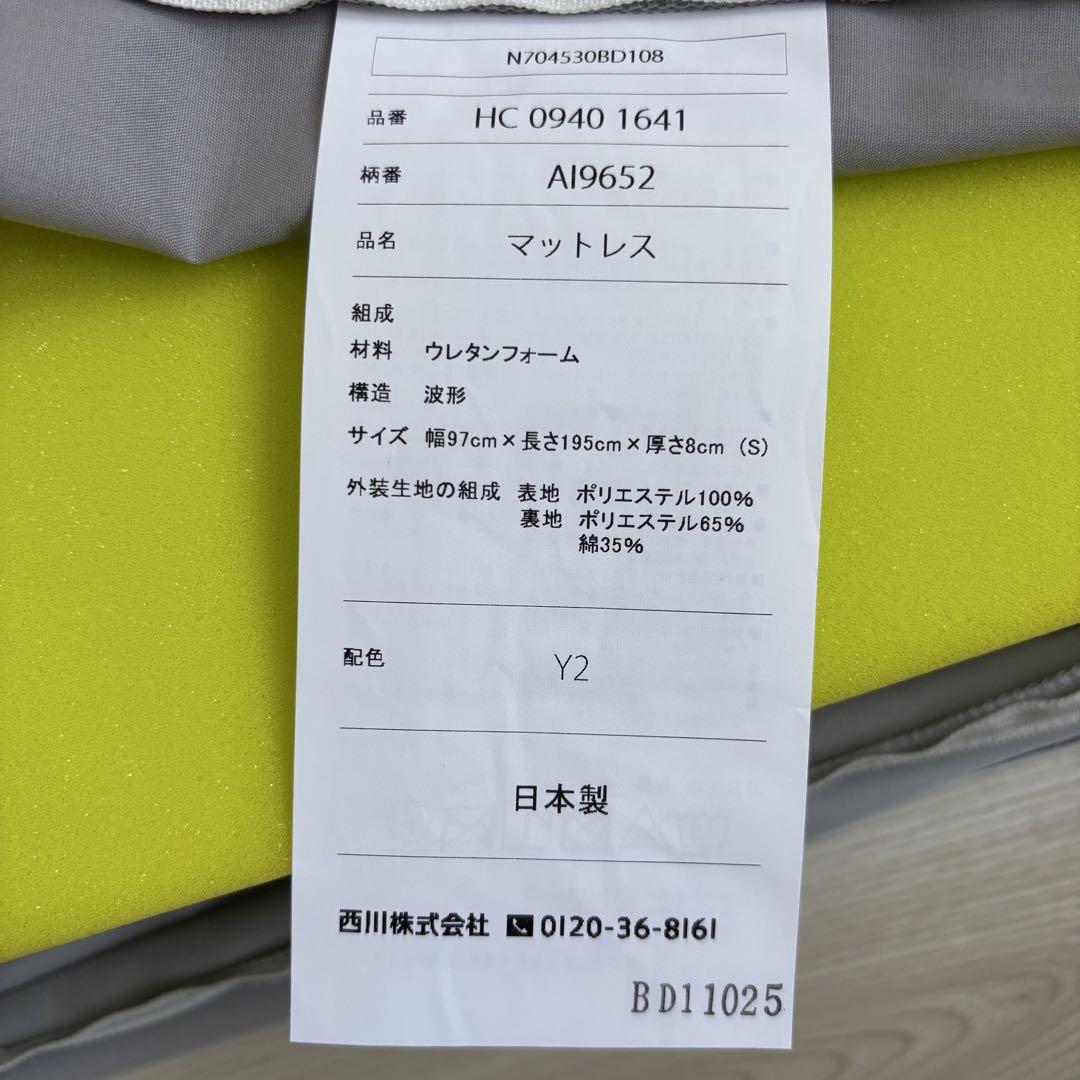 N704530BD108
品番 HC 0940 1641
柄番 AI9652
品名 マットレス
組成
材料 ウレタンフォーム
構造 波形
サイズ 幅97cm×長さ195cm×厚さ8cm (S)
外装生地の組成 表地 ポリエステル100%
裏地 ポリエステル65%
綿35%
配色 Y2
日本製
西川株式会社 0120-36-8161
BD11025